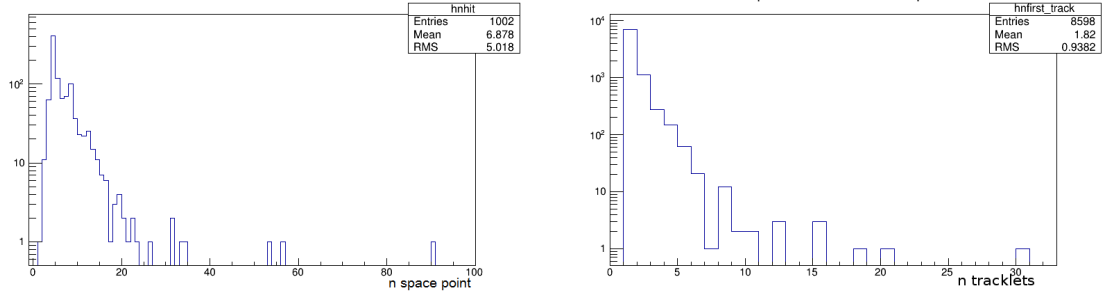 hnhit
Entries 1002
Mean 6.878
RMS 5.018
10²
10
1
0 20 40 60 80 100
n space point
hnfirst_track
Entries 8598
Mean 1.82
RMS 0.9382
10⁴
10³
10²
10
1
0 5 10 15 20 25 30
n tracklets